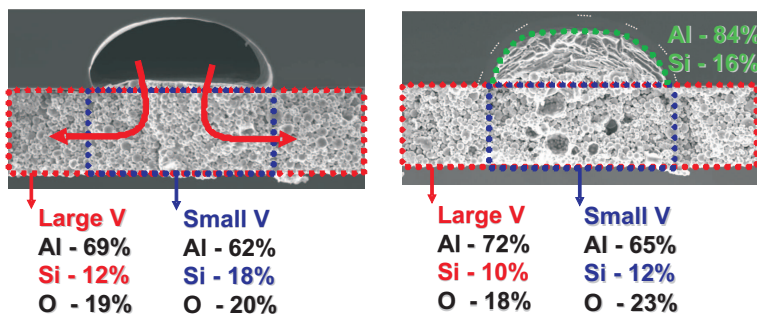 Al - 84%
Si - 16%
Large V
Al - 69%
Si - 12%
O - 19%
Small V
Al - 62%
Si - 18%
O - 20%
Large V
Al - 72%
Si - 10%
O - 18%
Small V
Al - 65%
Si - 12%
O - 23%